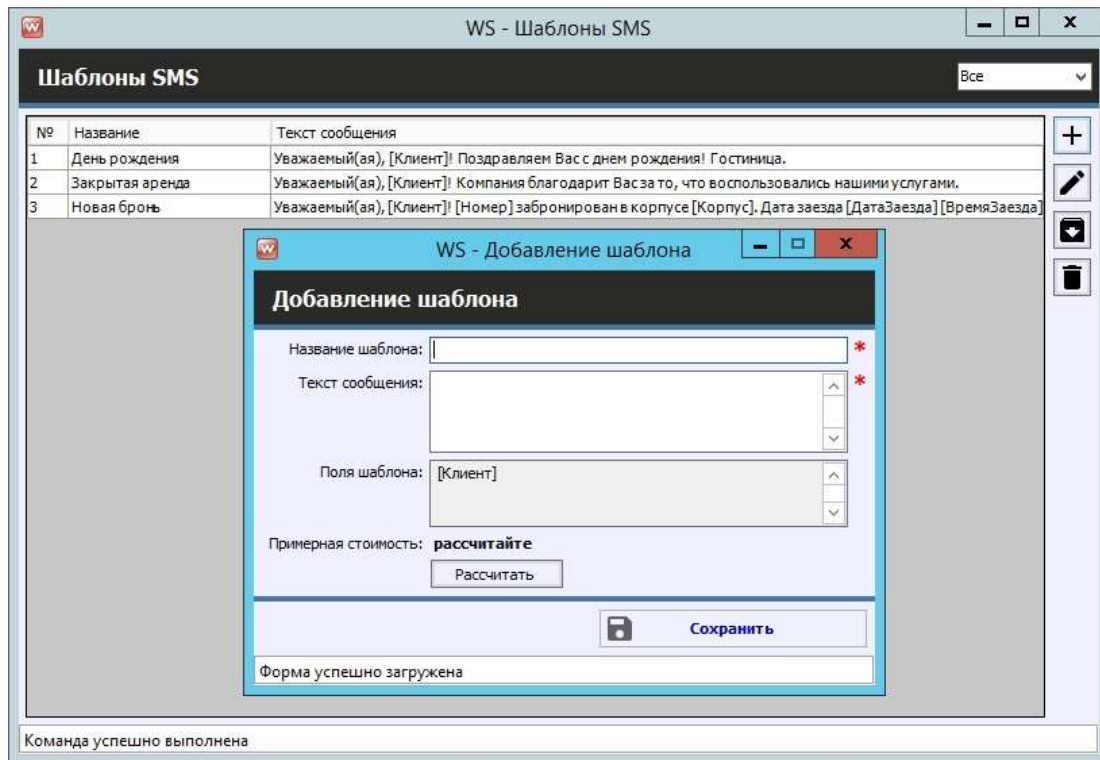 WS - Шаблоны SMS
Шаблоны SMS
Все
№ Название Текст сообщения
1 День рождения Уважаемый(ая), [Клиент]! Поздравляем Вас с днем рождения! Гостиница.
2 Закрытая аренда Уважаемый(ая), [Клиент]! Компания благодарит Вас за то, что воспользовались нашими услугами.
3 Новая бронь Уважаемый(ая), [Клиент]! [Номер] забронирован в корпусе [Корпус]. Дата заезда [ДатаЗаезда] [ВремяЗаезда]
WS - Добавление шаблона
Добавление шаблона
Название шаблона: *
Текст сообщения: *
Поля шаблона: [Клиент]
Примерная стоимость: рассчитайте
Рассчитать
Сохранить
Форма успешно загружена
Команда успешно выполнена